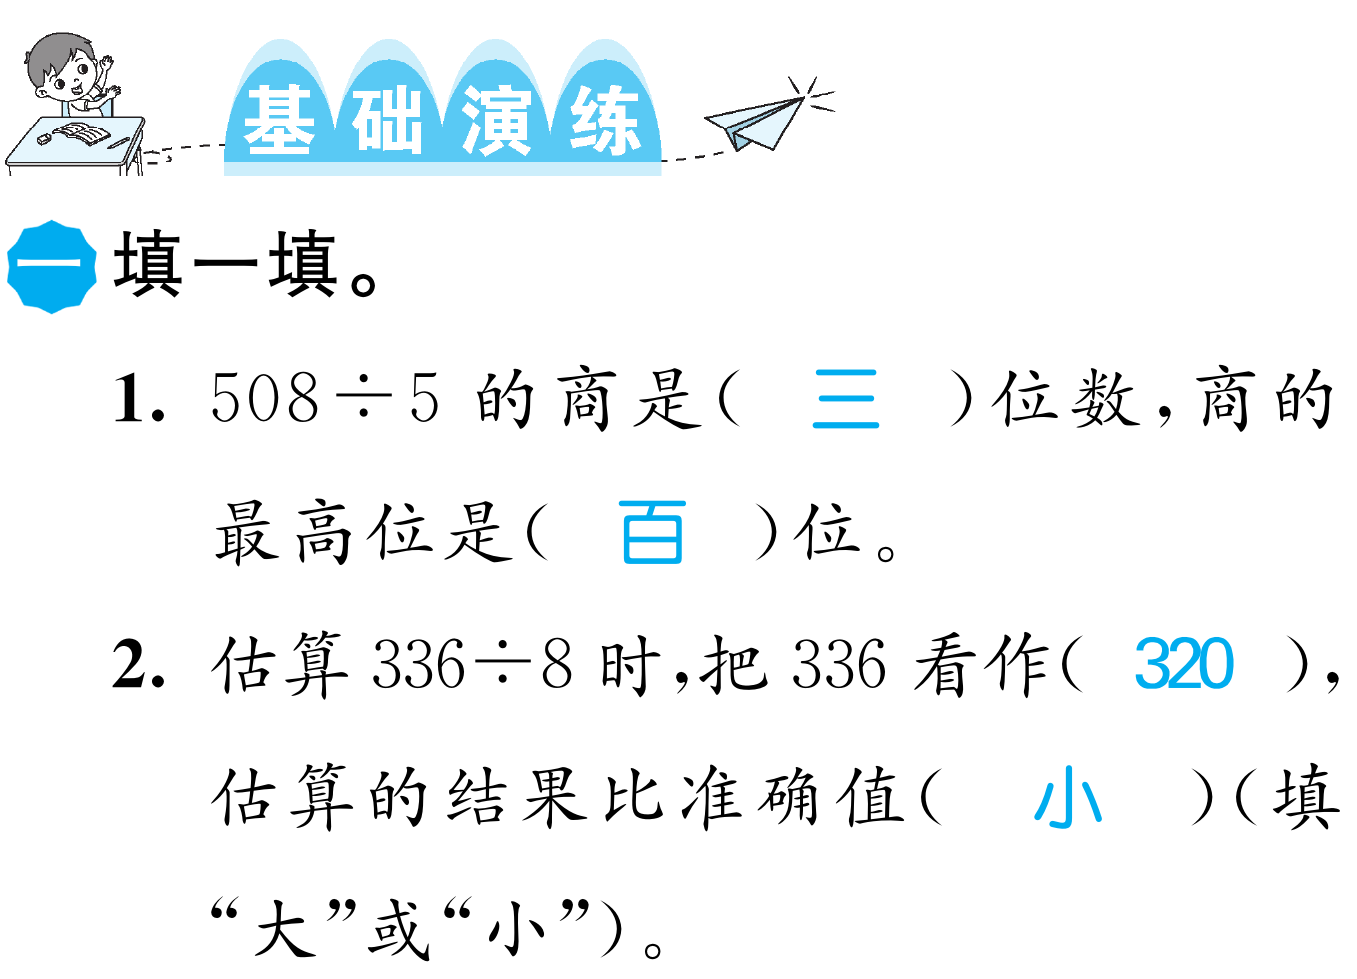 基础演练
一 填一填。
1. 508÷5 的商是( 三 )位数,商的
最高位是( 百 )位。
2. 估算 336÷8 时,把 336 看作( 320 ),
估算的结果比准确值( 小 )(填
“大”或“小”)。